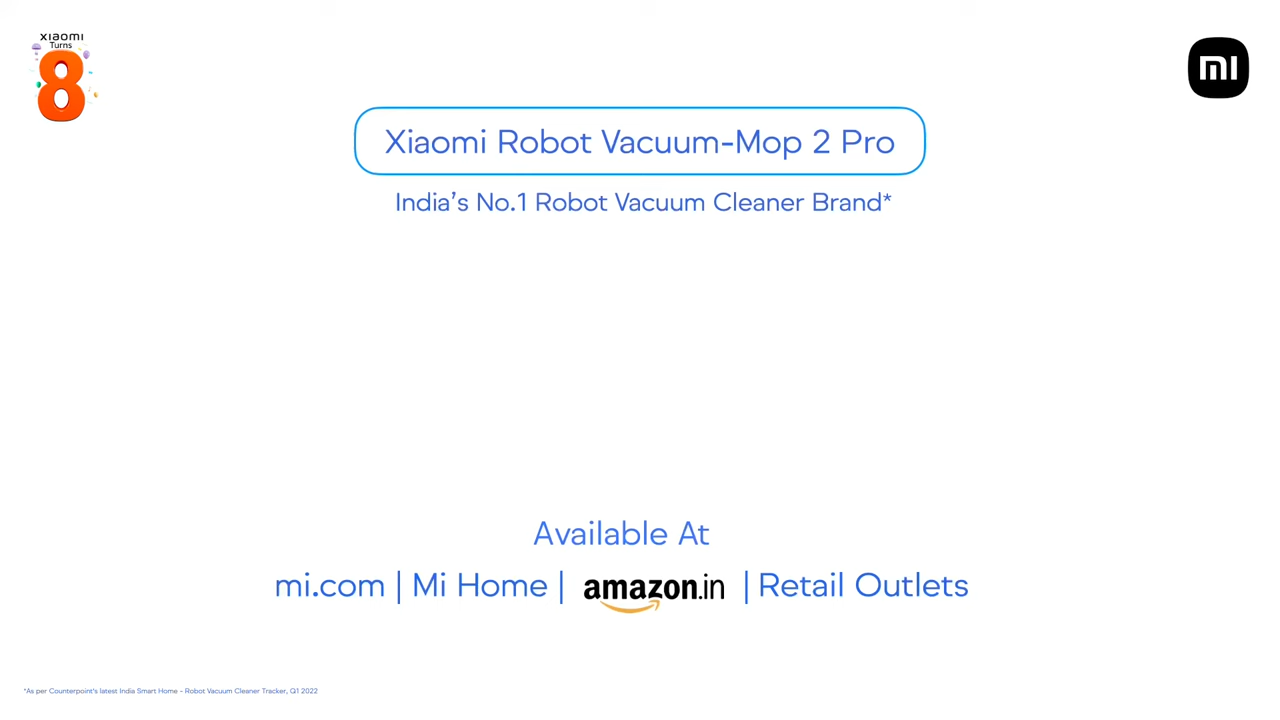 xiaomi
Turns
8
mi
Xiaomi Robot Vacuum-Mop 2 Pro
India's No.1 Robot Vacuum Cleaner Brand*
Available At
mi.com | Mi Home | amazon.in | Retail Outlets
*As per Counterpoint's latest India Smart Home - Robot Vacuum Cleaner Tracker, Q1 2022